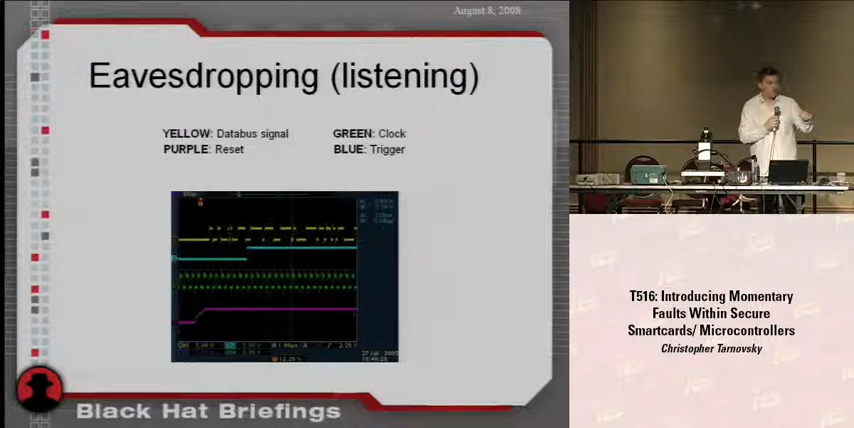 August 8, 2008
Eavesdropping (listening)
YELLOW: Databus signal GREEN: Clock
PURPLE: Reset BLUE: Trigger
T516: Introducing Momentary
Faults Within Secure
Smartcards/ Microcontrollers
Christopher Tarnovsky
Black Hat Briefings